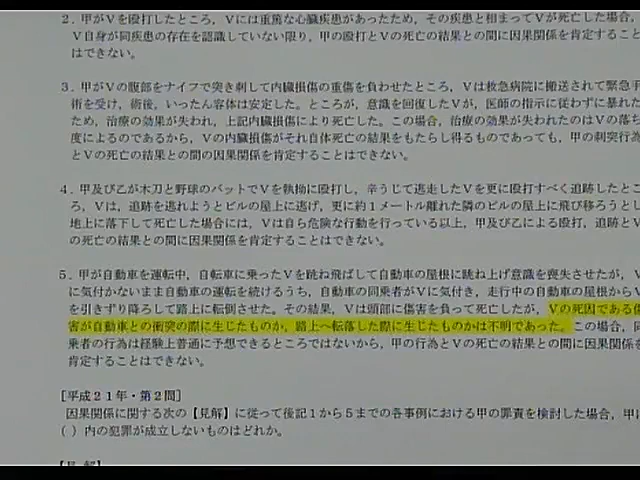 2．甲がVを殴打したところ，Vには重篤な心臓疾患があったため，その疾患と相まってVが死亡した場合，
V自身が同疾患の存在を認識していない限り，甲の殴打とVの死亡の結果との間に因果関係を肯定すること
はできない。
3．甲がVの腹部をナイフで突き刺して内臓損傷の重傷を負わせたところ，Vは救急病院に搬送されて緊急手
術を受け，術後，いったん容体は安定した。ところが，意識を回復したVが，医師の指示に従わずに暴れた
ため，治療の効果が失われ，上記内臓損傷により死亡した。この場合，治療の効果が失われたのはVの落ち
度によるのであるから，Vの内臓損傷がそれ自体死亡の結果をもたらし得るものであっても，甲の刺突行為
とVの死亡の結果との間の因果関係を肯定することはできない。
4．甲及び乙が木刀と野球のバットでVを執拗に殴打し，辛うじて逃走したVを更に殴打すべく追跡したとこ
ろ，Vは，追跡を逃れようとビルの屋上に逃げ，更に約1メートル離れた隣のビルの屋上に飛び移ろうとし
地上に落下して死亡した場合には，Vは自ら危険な行動を行っている以上，甲及び乙による殴打，追跡とV
の死亡の結果との間に因果関係を肯定することはできない。
5．甲が自動車を運転中，自転車に乗ったVを跳ね飛ばして自動車の屋根に跳ね上げ意識を喪失させたが，V
に気付かないまま自動車の運転を続けるうち，自動車の同乗者がVに気付き，走行中の自動車の屋根からV
を引きずり降ろして路上に転倒させた。その結果，Vは頭部に傷害を負って死亡したが，Vの死因である傷
害が自動車との衝突の際に生じたものか，路上へ転落した際に生じたものかは不明であった。この場合，同
乗者の行為は経験上普通に予想できるところではないから，甲の行為とVの死亡の結果との間に因果関係を
肯定することはできない。
[平成21年・第2問]
因果関係に関する次の【見解】に従って後記1から5までの各事例における甲の罪責を検討した場合，甲に
（ ）内の犯罪が成立しないものはどれか。
【見 解】